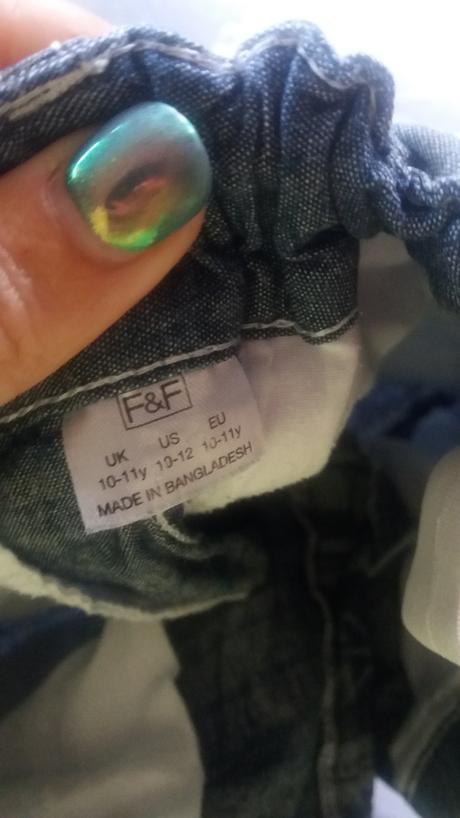 F&F
UK US EU
10-11y 10-12 10-11y
MADE IN BANGLADESH